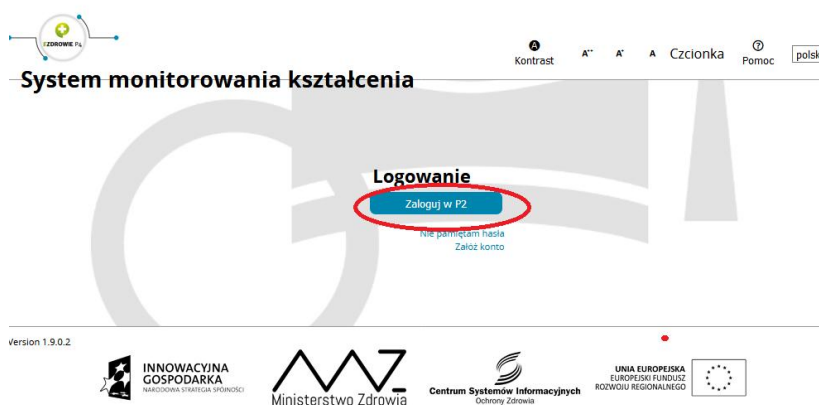 EZDROWIE P4
Kontrast
A++
A+
A
Czcionka
Pomoc
polsk
System monitorowania kształcenia
Logowanie
Zaloguj w P2
Nie pamiętam hasła
Załóż konto
Version 1.9.0.2
INNOWACYJNA
GOSPODARKA
NARODOWA STRATEGIA SPÓJNOŚCI
Ministerstwo Zdrowia
Centrum Systemów Informacyjnych
Ochrony Zdrowia
UNIA EUROPEJSKA
EUROPEJSKI FUNDUSZ
ROZWOJU REGIONALNEGO